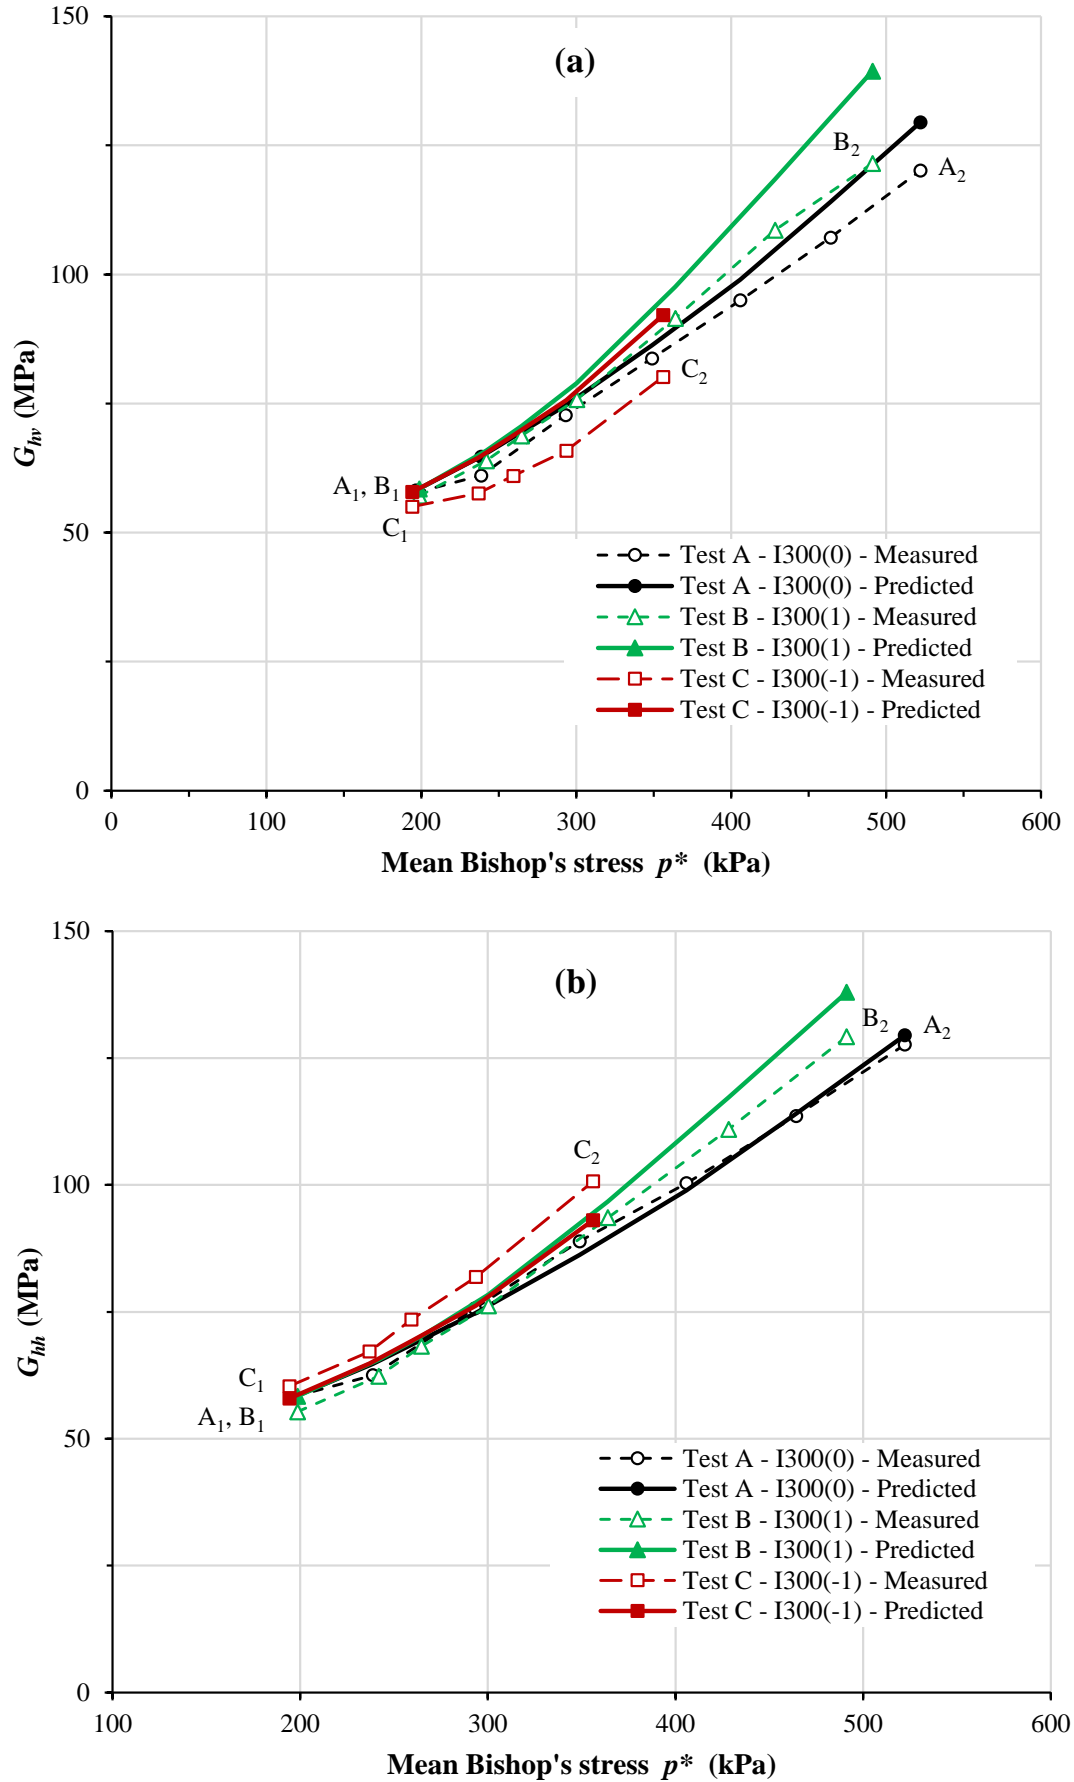 150
(a)
B2
A2
100
C2
Ghv (MPa)
A1, B1
C1
50
Test A - I300(0) - Measured
Test A - I300(0) - Predicted
Test B - I300(1) - Measured
Test B - I300(1) - Predicted
Test C - I300(-1) - Measured
Test C - I300(-1) - Predicted
0
0 100 200 300 400 500 600
Mean Bishop's stress p* (kPa)
150
(b)
B2 A2
C2
100
Ghh (MPa)
C1
A1, B1
50
Test A - I300(0) - Measured
Test A - I300(0) - Predicted
Test B - I300(1) - Measured
Test B - I300(1) - Predicted
Test C - I300(-1) - Measured
Test C - I300(-1) - Predicted
0
100 200 300 400 500 600
Mean Bishop's stress p* (kPa)